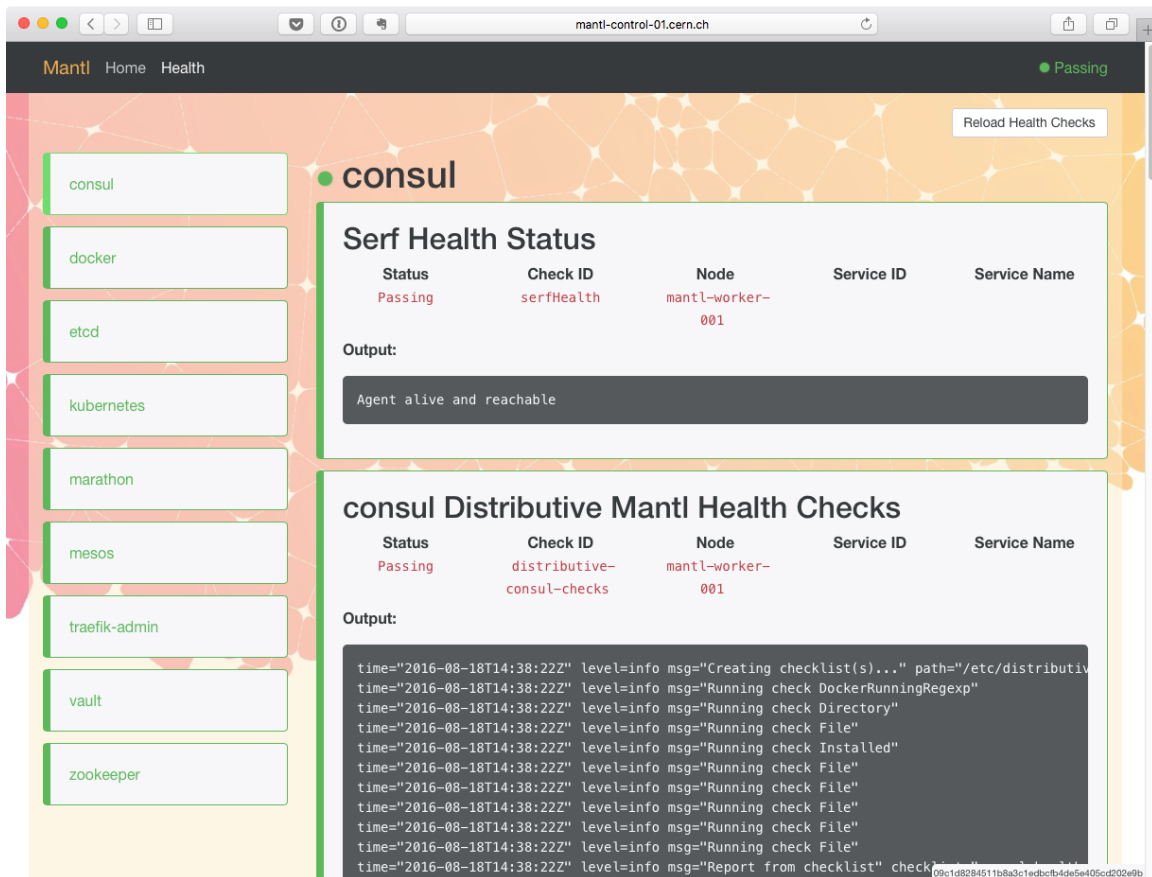 mantl-control-01.cern.ch
Mantl Home Health Passing
Reload Health Checks
consul
docker
etcd
kubernetes
marathon
mesos
traefik-admin
vault
zookeeper
consul
Serf Health Status
Status Check ID Node Service ID Service Name
Passing serfHealth mantl-worker-
001
Output:
Agent alive and reachable
consul Distributive Mantl Health Checks
Status Check ID Node Service ID Service Name
Passing distributive- mantl-worker-
consul-checks 001
Output:
time="2016-08-18T14:38:22Z" level=info msg="Creating checklist(s)..." path="/etc/distributiv
time="2016-08-18T14:38:22Z" level=info msg="Running check DockerRunningRegexp"
time="2016-08-18T14:38:22Z" level=info msg="Running check Directory"
time="2016-08-18T14:38:22Z" level=info msg="Running check File"
time="2016-08-18T14:38:22Z" level=info msg="Running check Installed"
time="2016-08-18T14:38:22Z" level=info msg="Running check File"
time="2016-08-18T14:38:22Z" level=info msg="Running check File"
time="2016-08-18T14:38:22Z" level=info msg="Running check File"
time="2016-08-18T14:38:22Z" level=info msg="Running check File"
time="2016-08-18T14:38:22Z" level=info msg="Running check File"
time="2016-08-18T14:38:22Z" level=info msg="Report from checklist"